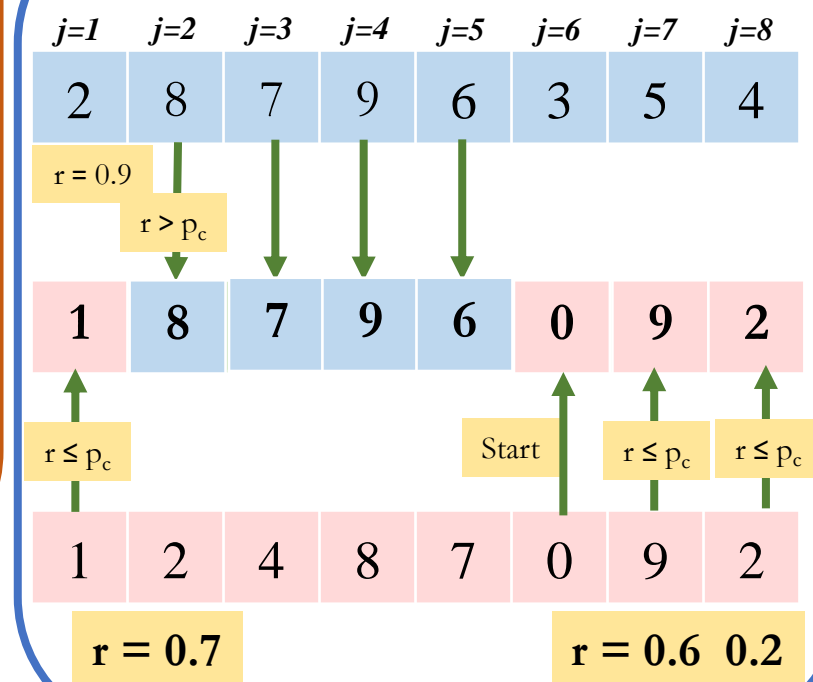 j=1 j=2 j=3 j=4 j=5 j=6 j=7 j=8
2 8 7 9 6 3 5 4
r = 0.9
r > pc
1 8 7 9 6 0 9 2
r ≤ pc Start r ≤ pc r ≤ pc
1 2 4 8 7 0 9 2
r = 0.7 r = 0.6 0.2